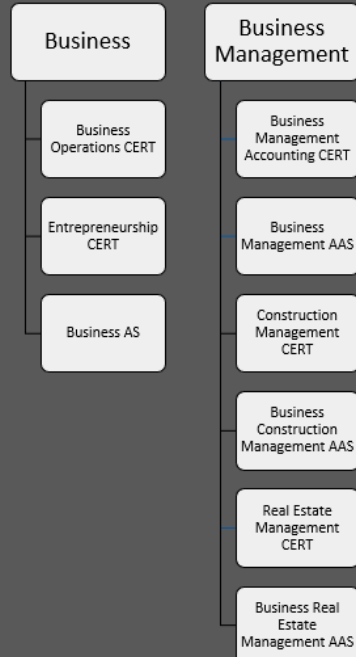 Business
Business
Operations CERT
Entrepreneurship
CERT
Business AS
Business
Management
Business
Management
Accounting CERT
Business
Management AAS
Construction
Management
CERT
Business
Construction
Management AAS
Real Estate
Management
CERT
Business Real
Estate
Management AAS